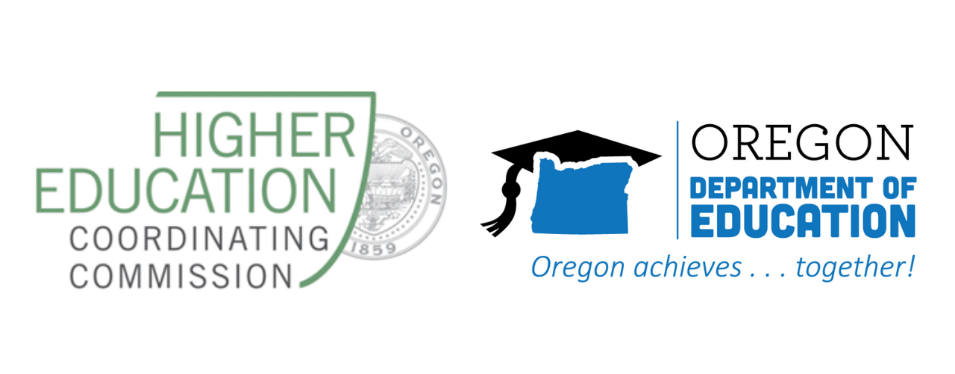 HIGHER
EDUCATION
COORDINATING
COMMISSION
OREGON
1859
OREGON
DEPARTMENT OF
EDUCATION
Oregon achieves . . . together!